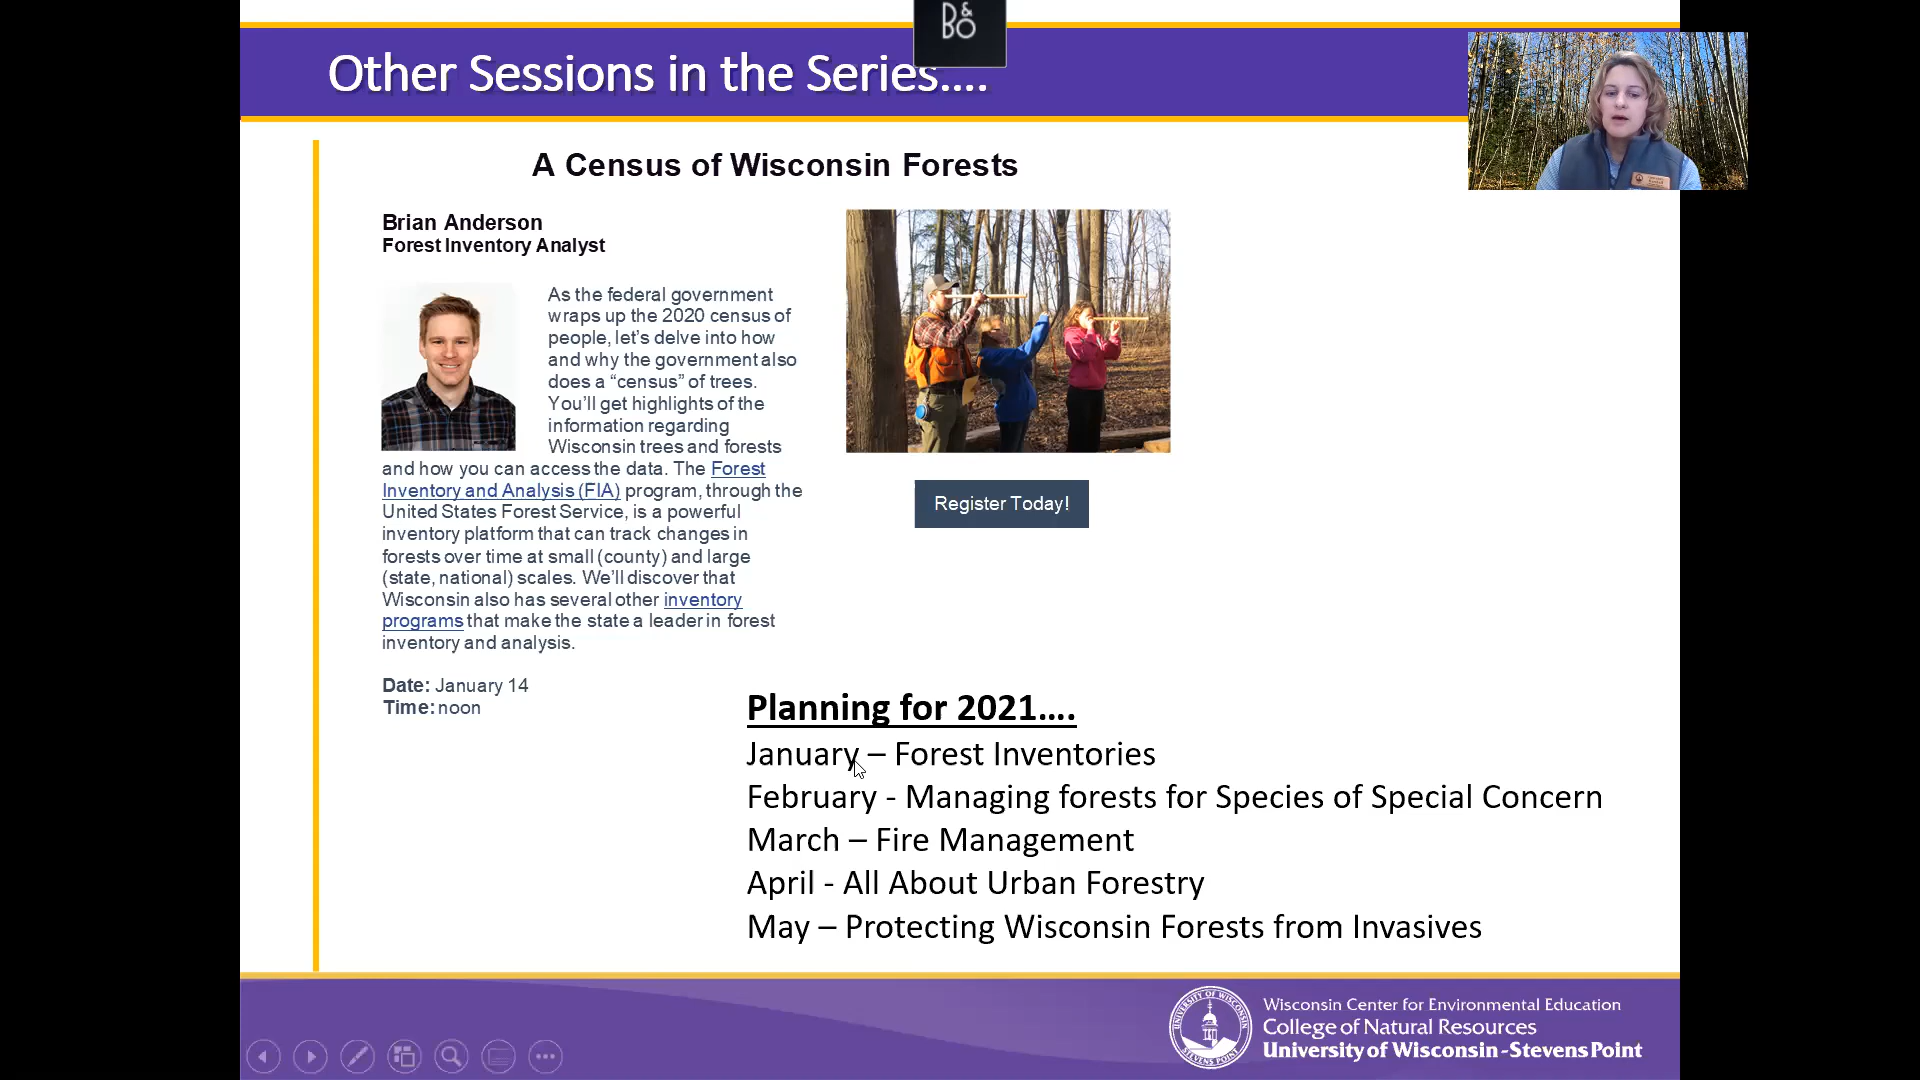 B&O
Other Sessions in the Series....
A Census of Wisconsin Forests
Brian Anderson
Forest Inventory Analyst
As the federal government
wraps up the 2020 census of
people, let's delve into how
and why the government also
does a “census” of trees.
You'll get highlights of the
information regarding
Wisconsin trees and forests
and how you can access the data. The Forest
Inventory and Analysis (FIA) program, through the
United States Forest Service, is a powerful
inventory platform that can track changes in
forests over time at small (county) and large
(state, national) scales. We'll discover that
Wisconsin also has several other inventory
programs that make the state a leader in forest
inventory and analysis.
Date: January 14
Time: noon
Register Today!
Planning for 2021....
January – Forest Inventories
February - Managing forests for Species of Special Concern
March – Fire Management
April - All About Urban Forestry
May – Protecting Wisconsin Forests from Invasives
UNIVERSITY OF WISCONSIN
STEVENS POINT
Wisconsin Center for Environmental Education
College of Natural Resources
University of Wisconsin-Stevens Point